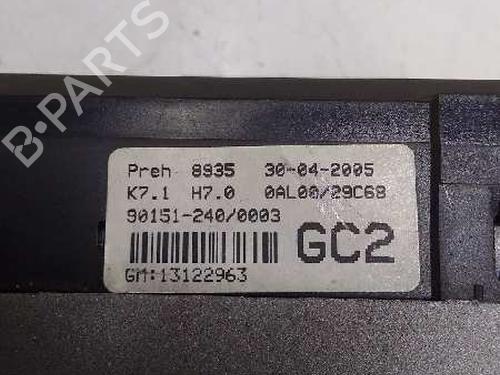 B-PARTS
Preh 8935 30-04-2005
K7.1 H7.0 0AL00/29C68
90151-240/0003
GC2
GM:13122963